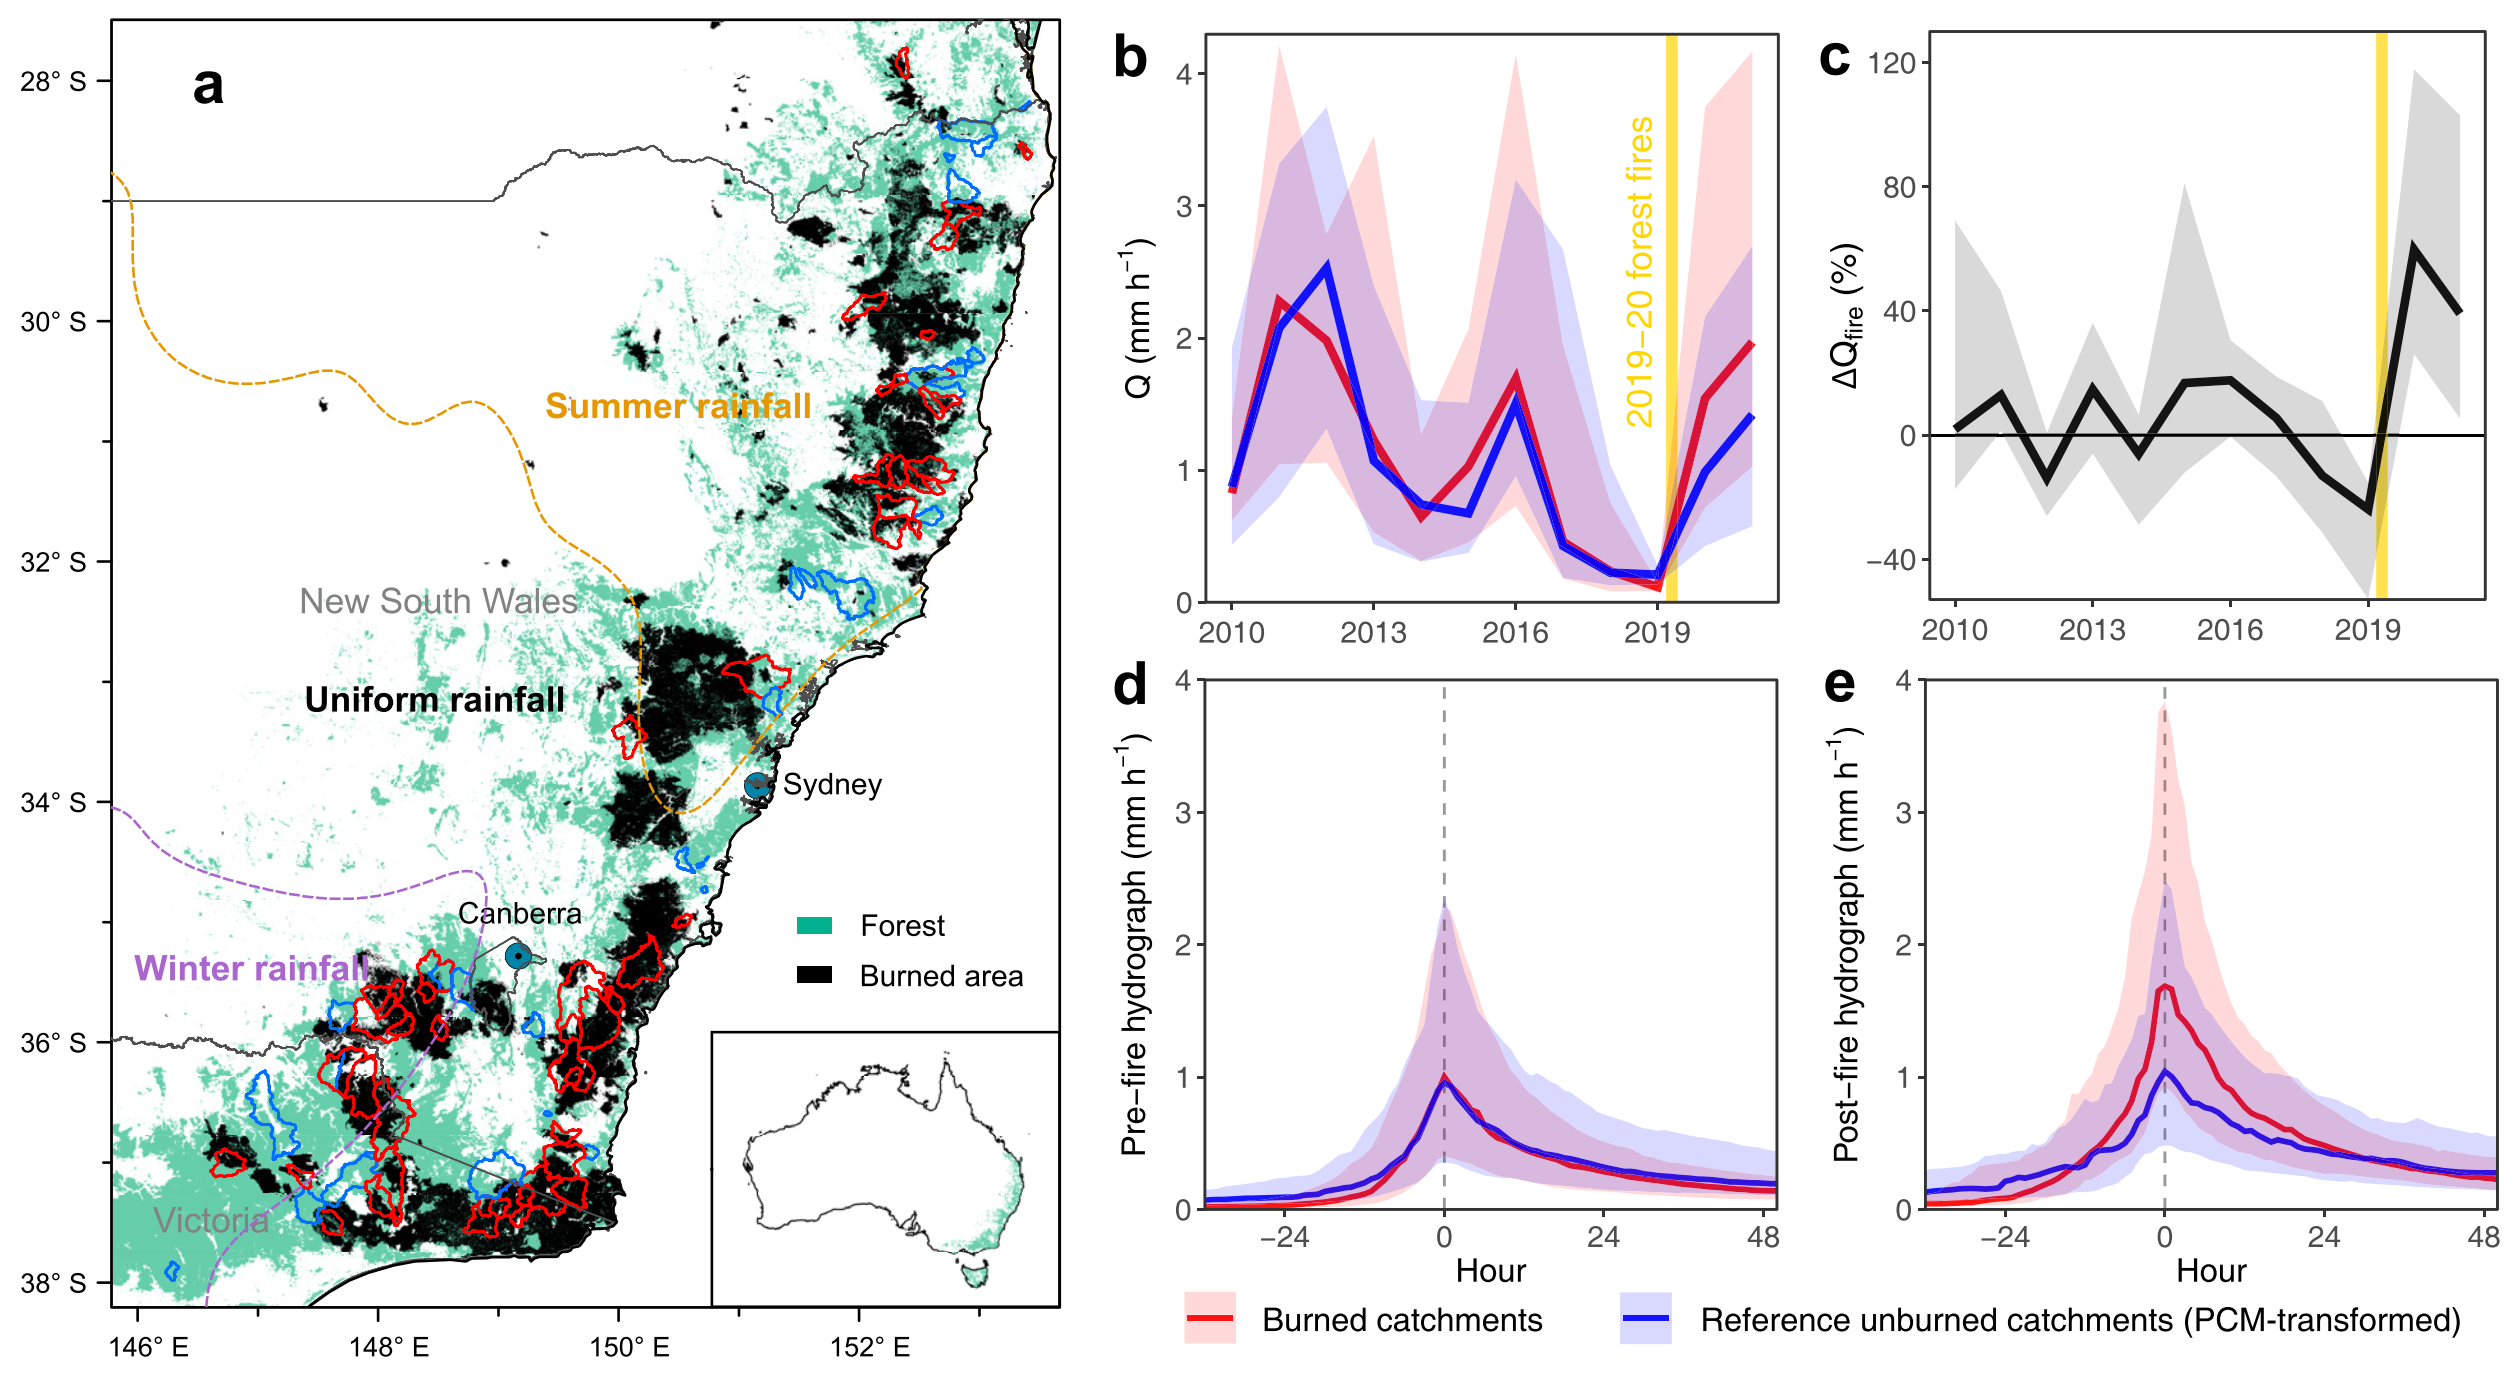 a
28° S
30° S
32° S
34° S
36° S
38° S
146° E
148° E
150° E
152° E
Summer rainfall
New South Wales
Uniform rainfall
Sydney
Canberra
Winter rainfall
Victoria
Forest
Burned area
b
Q (mm h⁻¹)
4
3
2
1
0
2010
2013
2016
2019
2019−20 forest fires
c
ΔQfire (%)
120
80
40
0
−40
2010
2013
2016
2019
d
Pre−fire hydrograph (mm h⁻¹)
4
3
2
1
0
−24
0
24
48
Hour
e
Post−fire hydrograph (mm h⁻¹)
4
3
2
1
0
−24
0
24
48
Hour
Burned catchments
Reference unburned catchments (PCM-transformed)